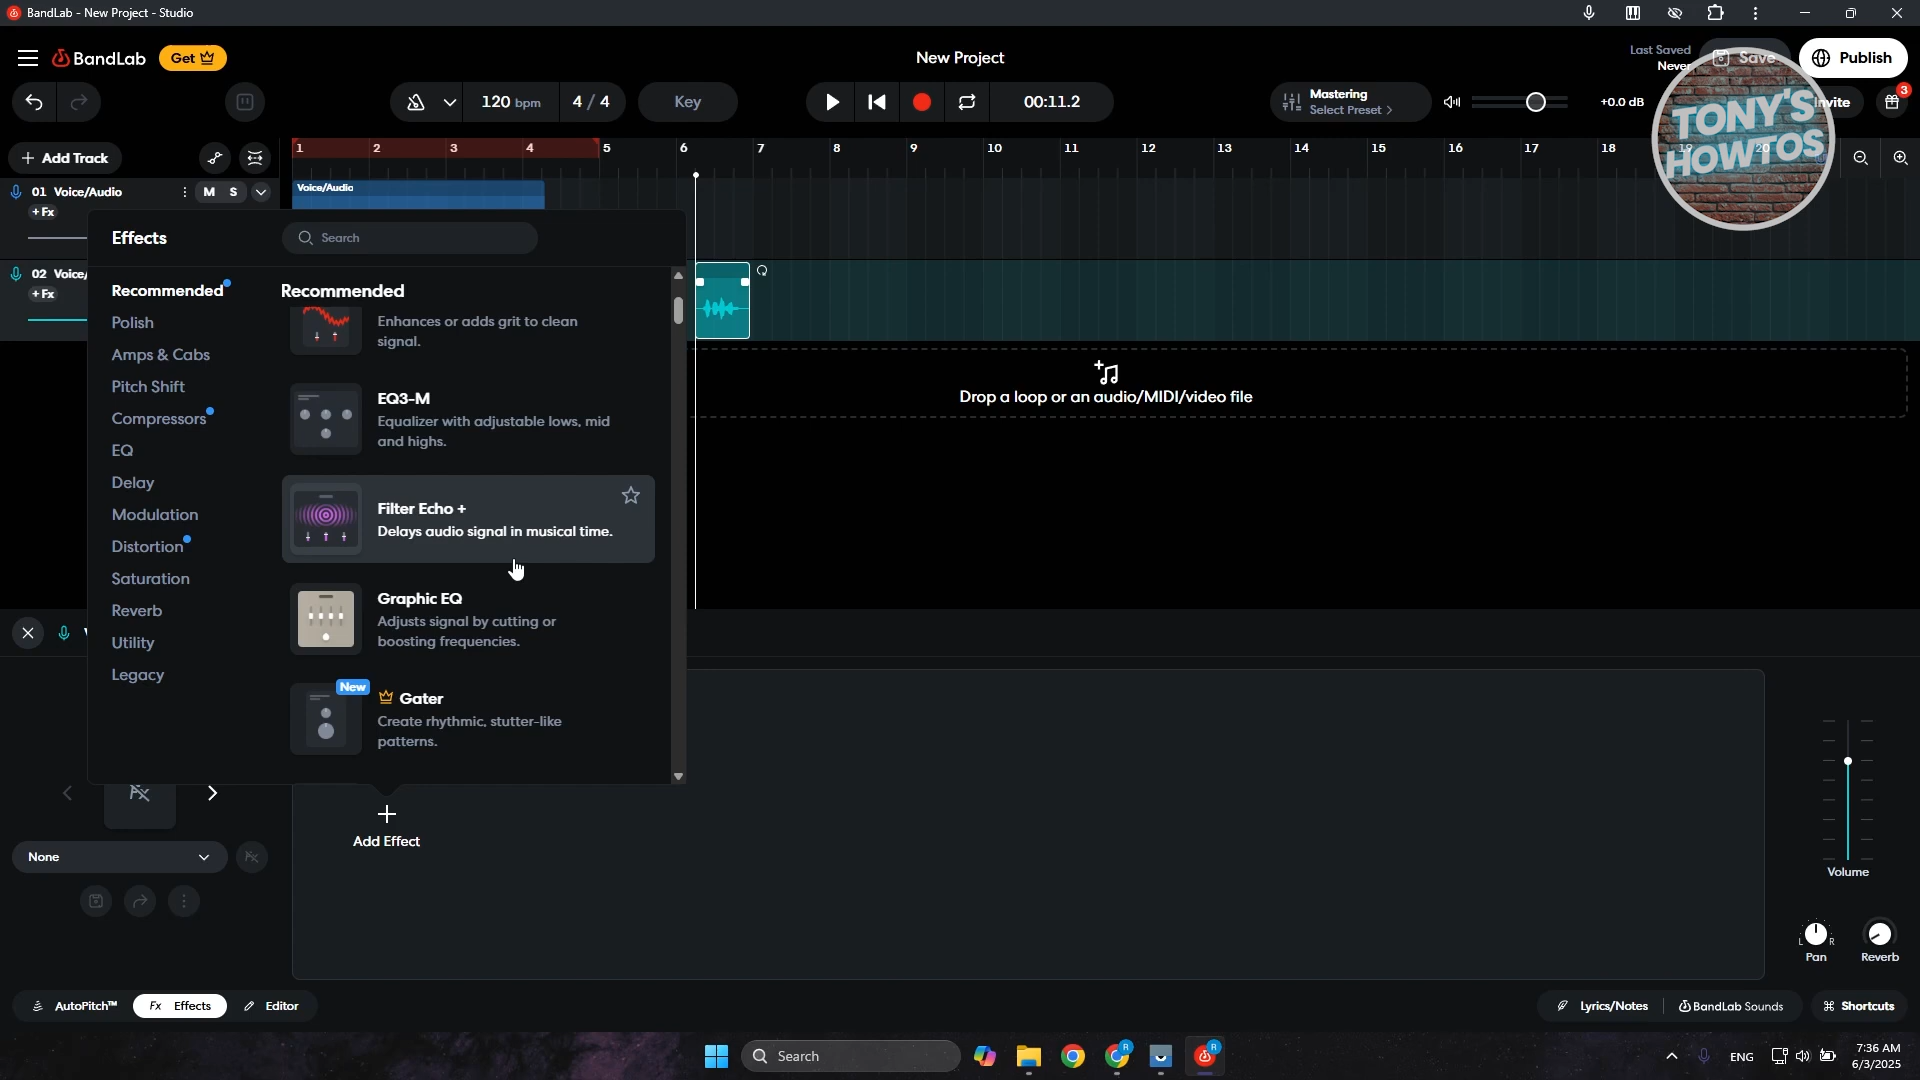 BandLab - New Project - Studio
BandLab
Get
New Project
Last Saved
Never
Save
Publish
120 bpm
4 / 4
Key
00:11.2
Mastering
Select Preset >
+0.0 dB
Invite
3
TONY'S
HOWTOS
+ Add Track
1 2 3 4 5 6 7 8 9 10 11 12 13 14 15 16 17 18 19 20
01 Voice/Audio
M S
+Fx
Voice/Audio
02 Voice/
+Fx
Effects
Search
Recommended
Polish
Amps & Cabs
Pitch Shift
Compressors
EQ
Delay
Modulation
Distortion
Saturation
Reverb
Utility
Legacy
Recommended
Enhances or adds grit to clean
signal.
EQ3-M
Equalizer with adjustable lows, mid
and highs.
Filter Echo +
Delays audio signal in musical time.
Graphic EQ
Adjusts signal by cutting or
boosting frequencies.
New
Gater
Create rhythmic, stutter-like
patterns.
Drop a loop or an audio/MIDI/video file
Fx
None
Add Effect
Volume
L R
Pan
Reverb
AutoPitch™
Fx Effects
Editor
Lyrics/Notes
BandLab Sounds
Shortcuts
Search
R
R
ENG
7:36 AM
6/3/2025